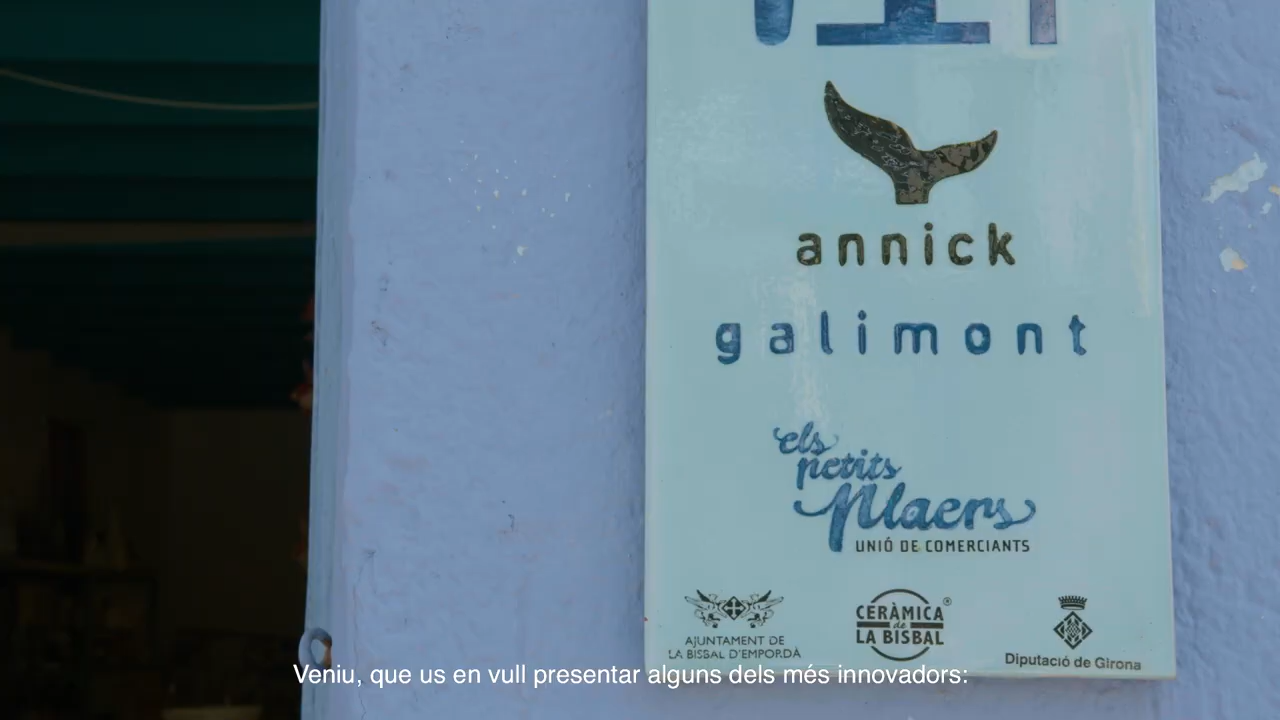 annick
galimont
els
petits
Plaers
UNIÓ DE COMERCIANTS
AJUNTAMENT DE
LA BISBAL D'EMPORDÀ
CERÀMICA
de
LA BISBAL
®
Diputació de Girona
Veniu, que us en vull presentar alguns dels més innovadors: